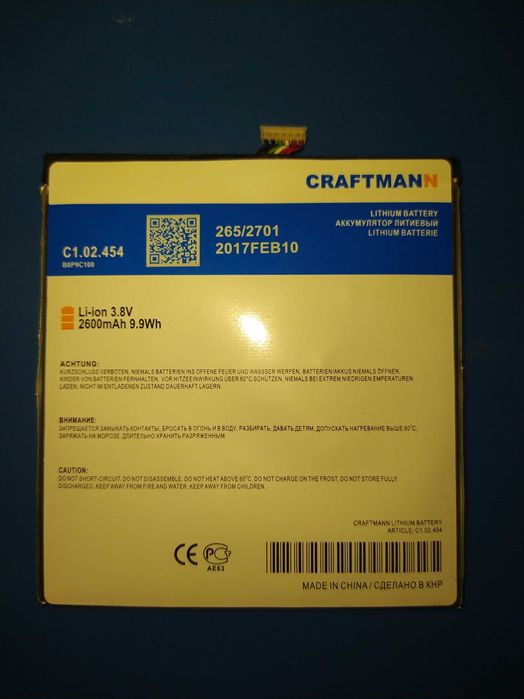 CRAFTMANN
LITHIUM BATTERY
АККУМУЛЯТОР ЛИТИЕВЫЙ
LITHIUM BATTERIE
265/2701
2017FEB10
C1.02.454
B0P9C100
Li-ion 3.8V
2600mAh 9.9Wh
ACHTUNG:
KURZSCHLUSS VERBOTEN, NIEMALS BATTERIEN INS OFFENE FEUER UND WASSSER WERFEN, BATTERIEN/AKKUS NIEMALS ÖFFNEN,
KINDER VON BATTERIEN FERNHALTEN, VOR HITZEEINWIRKUNG ÜBER 60°C SCHÜTZEN, NIEMALS BEI EXTREM NIEDRIGEN TEMPERATUREN
LADEN, NICHT IM ENTLADENEN ZUSTAND DAUERHAFT LAGERN.
ВНИМАНИЕ:
ЗАПРЕЩАЕТСЯ ЗАМЫКАТЬ КОНТАКТЫ, БРОСАТЬ В ОГОНЬ И В ВОДУ, РАЗБИРАТЬ, ДАВАТЬ ДЕТЯМ, ДОПУСКАТЬ НАГРЕВАНИЕ ВЫШЕ 60°C,
ЗАРЯЖАТЬ НА МОРОЗЕ, ДЛИТЕЛЬНО ХРАНИТЬ РАЗРЯЖЕННЫМ.
CAUTION:
DO NOT SHORT-CIRCUIT. DO NOT DISASSEMBLE, DO NOT HEAT ABOVE 60°C, DO NOT CHARGE ON THE FROST, DO NOT STORE FULLY
DISCHARGED, KEEP AWAY FROM FIRE AND WATER, KEEP AWAY FROM CHILDREN.
CRAFTMANN LITHIUM BATTERY
ARTICLE: C1.02.454
CE РС
АЕ63
MADE IN CHINA / СДЕЛАНО В КНР